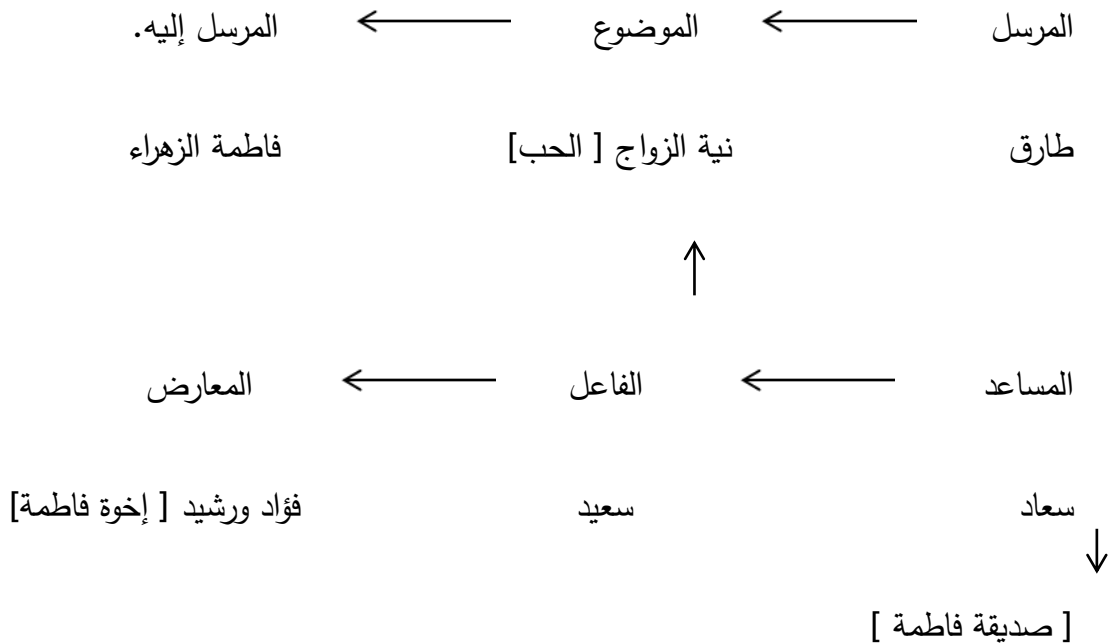 المرسل الموضوع المرسل إليه.
طارق نية الزواج [ الحب] فاطمة الزهراء
المساعد الفاعل المعارض
سعاد سعيد فؤاد ورشيد [ إخوة فاطمة]
[ صديقة فاطمة ]